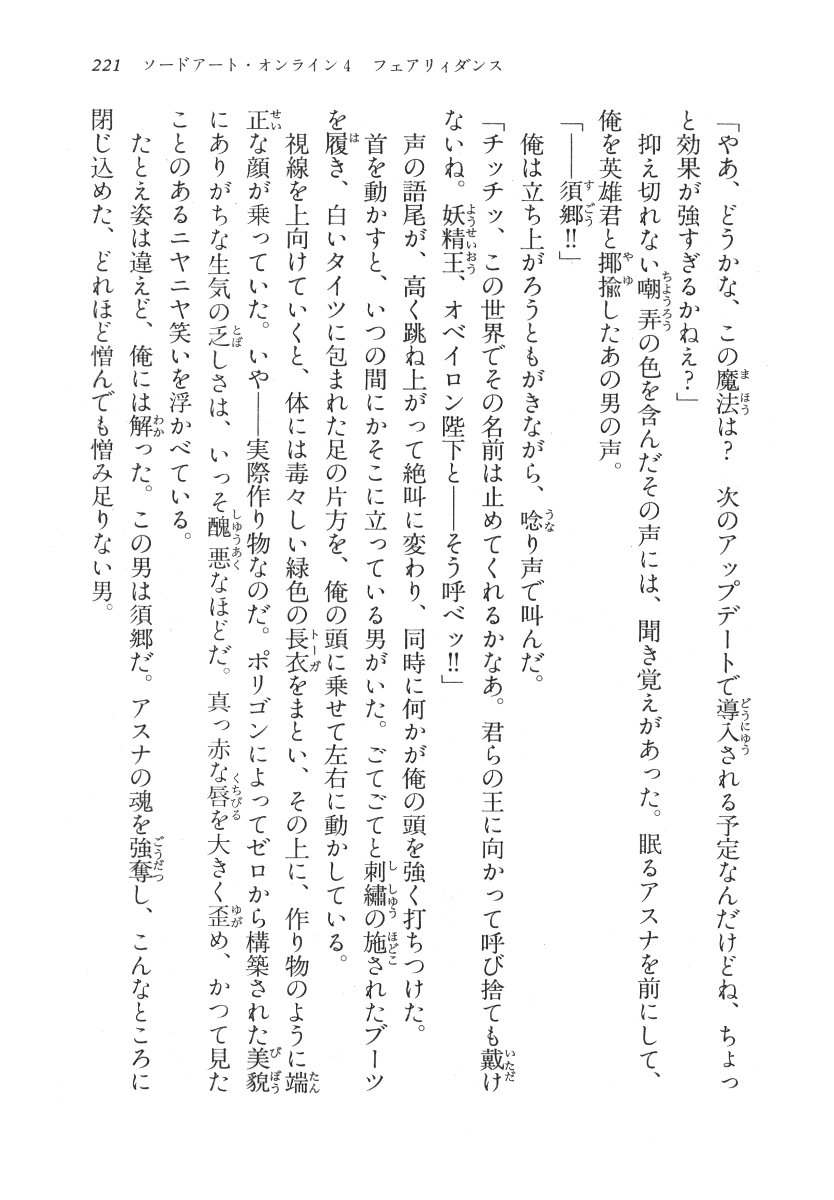 221 ソードアート・オンライン4 フェアリィダンス
「やあ、どうかな、この魔法は？　次のアップデートで導入される予定なんだけどね、ちょっ
と効果が強すぎるかねえ？」
　抑え切れない嘲弄の色を含んだその声には、聞き覚えがあった。眠るアスナを前にして、
俺を英雄君と揶揄したあの男の声。
「――須郷!!」
　俺は立ち上がろうともがきながら、唸り声で叫んだ。
「チッチッ、この世界でその名前は止めてくれるかなあ。君らの王に向かって呼び捨ても戴け
ないね。妖精王、オベイロン陛下と――そう呼べッ!!」
　声の語尾が、高く跳ね上がって絶叫に変わり、同時に何かが俺の頭を強く打ちつけた。
　首を動かすと、いつの間にかそこに立っている男がいた。ごてごてと刺繍の施されたブーツ
を履き、白いタイツに包まれた足の片方を、俺の頭に乗せて左右に動かしている。
　視線を上向けていくと、体には毒々しい緑色の長衣をまとい、その上に、作り物のように端
正な顔が乗っていた。いや――実際作り物なのだ。ポリゴンによってゼロから構築された美貌
にありがちな生気の乏しさは、いっそ醜悪なほどだ。真っ赤な唇を大きく歪め、かつて見た
ことのあるニヤニヤ笑いを浮かべている。
　たとえ姿は違えど、俺には解った。この男は須郷だ。アスナの魂を強奪し、こんなところに
閉じ込めた、どれほど憎んでも憎み足りない男。